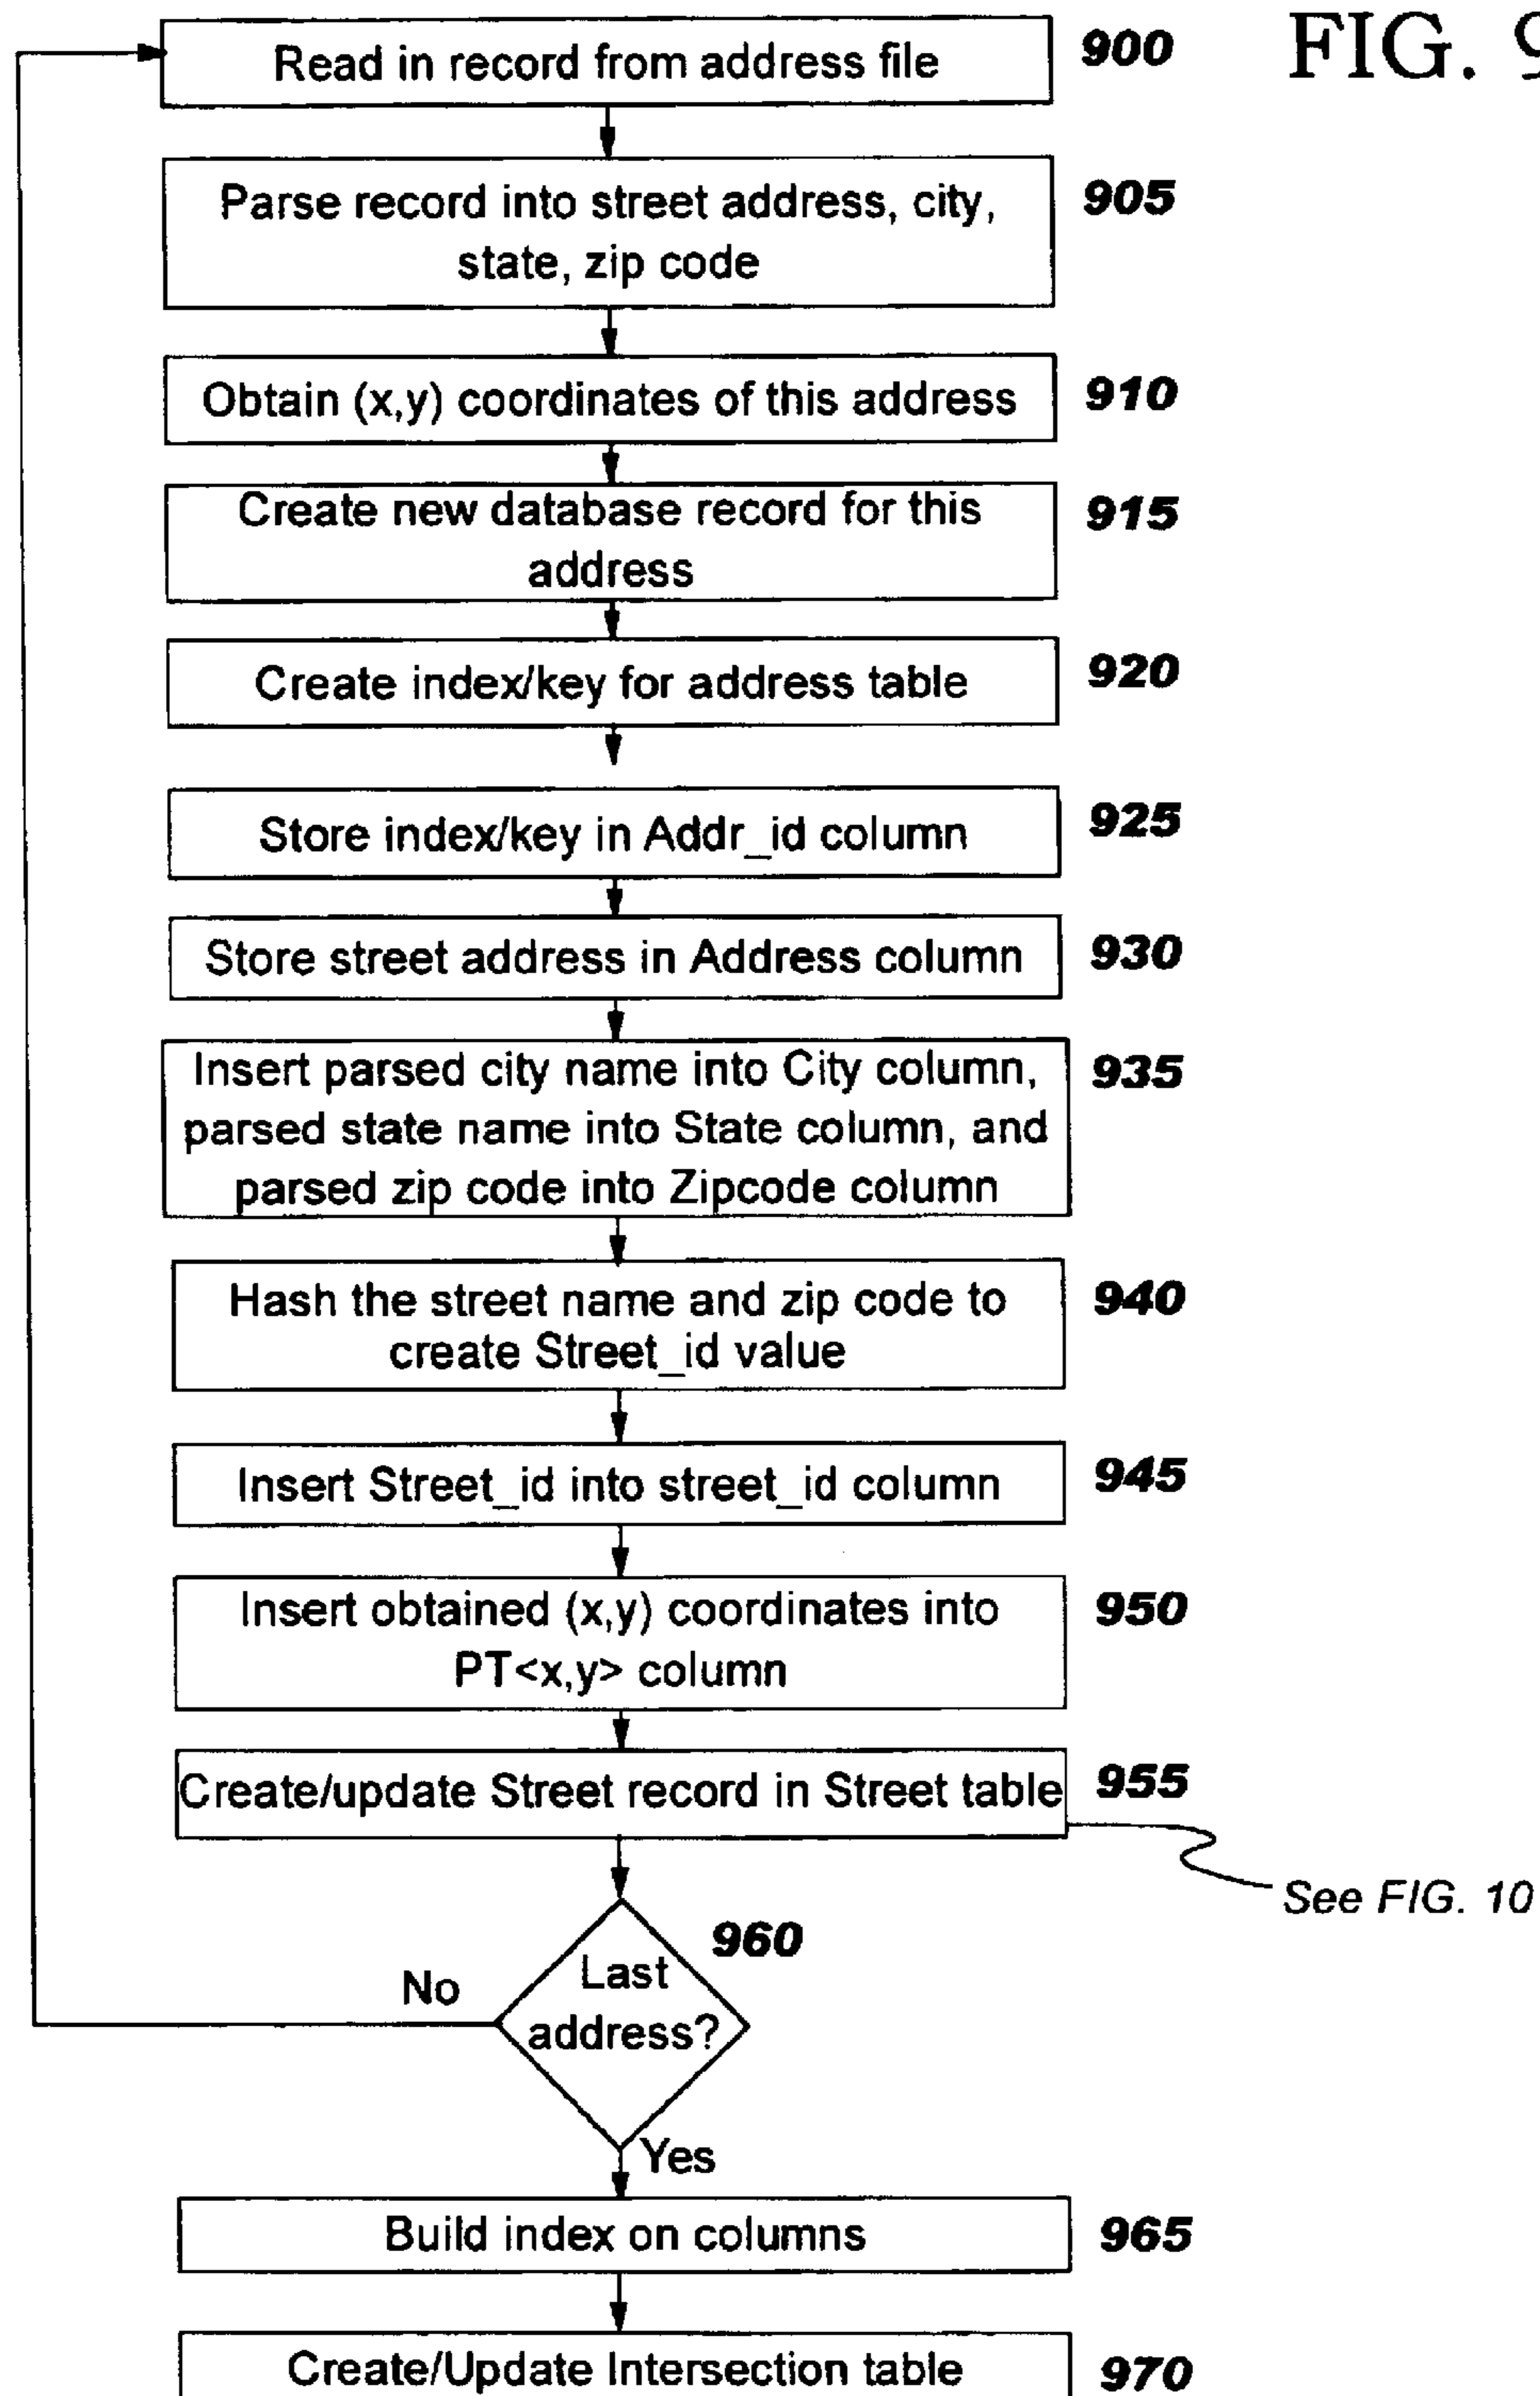 FIG. 9
Read in record from address file
900
Parse record into street address, city,
state, zip code
905
Obtain (x,y) coordinates of this address
910
Create new database record for this
address
915
Create index/key for address table
920
Store index/key in Addr_id column
925
Store street address in Address column
930
Insert parsed city name into City column,
parsed state name into State column, and
parsed zip code into Zipcode column
935
Hash the street name and zip code to
create Street_id value
940
Insert Street_id into street_id column
945
Insert obtained (x,y) coordinates into
PT<x,y> column
950
Create/update Street record in Street table
955
See FIG. 10
960
Last
address?
No
Yes
Build index on columns
965
Create/Update Intersection table
970